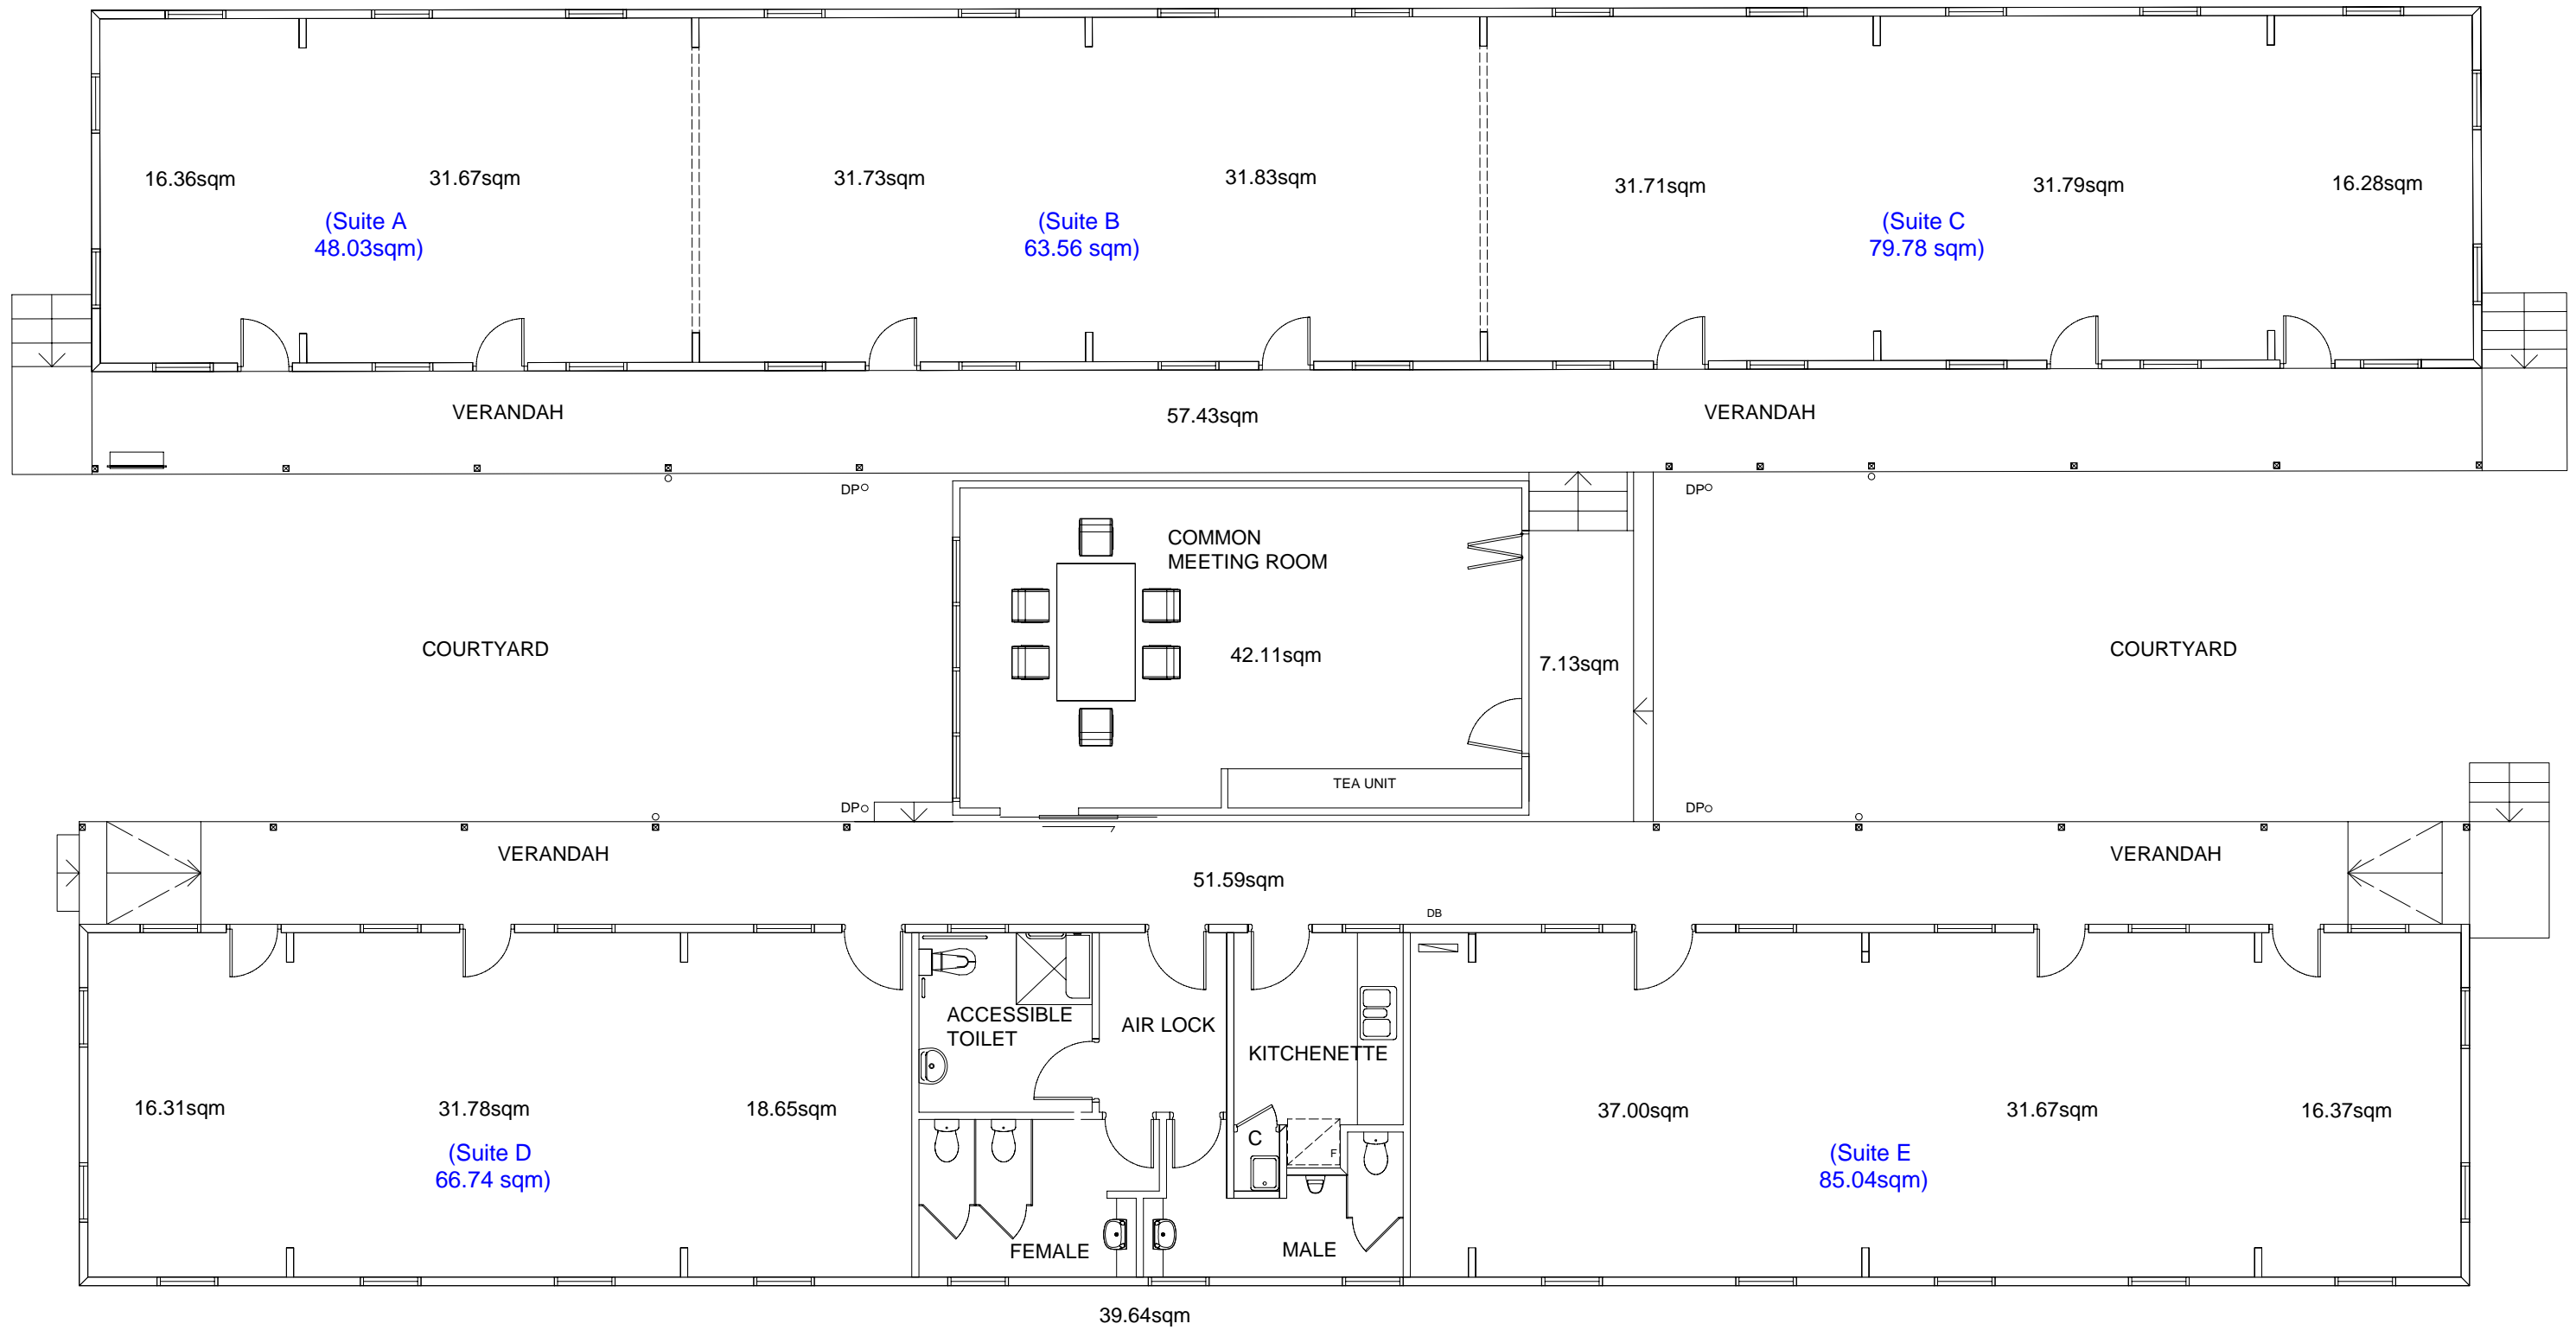 16.36sqm
31.67sqm
31.73sqm
31.83sqm
31.71sqm
31.79sqm
16.28sqm
(Suite A
48.03sqm)
(Suite B
63.56 sqm)
(Suite C
79.78 sqm)
VERANDAH
57.43sqm
VERANDAH
DP
DP
COMMON
MEETING ROOM
COURTYARD
42.11sqm
7.13sqm
COURTYARD
TEA UNIT
DP
DP
VERANDAH
51.59sqm
VERANDAH
DB
ACCESSIBLE
TOILET
AIR LOCK
KITCHENETTE
16.31sqm
31.78sqm
18.65sqm
37.00sqm
31.67sqm
16.37sqm
C
F
(Suite D
66.74 sqm)
(Suite E
85.04sqm)
FEMALE
MALE
39.64sqm